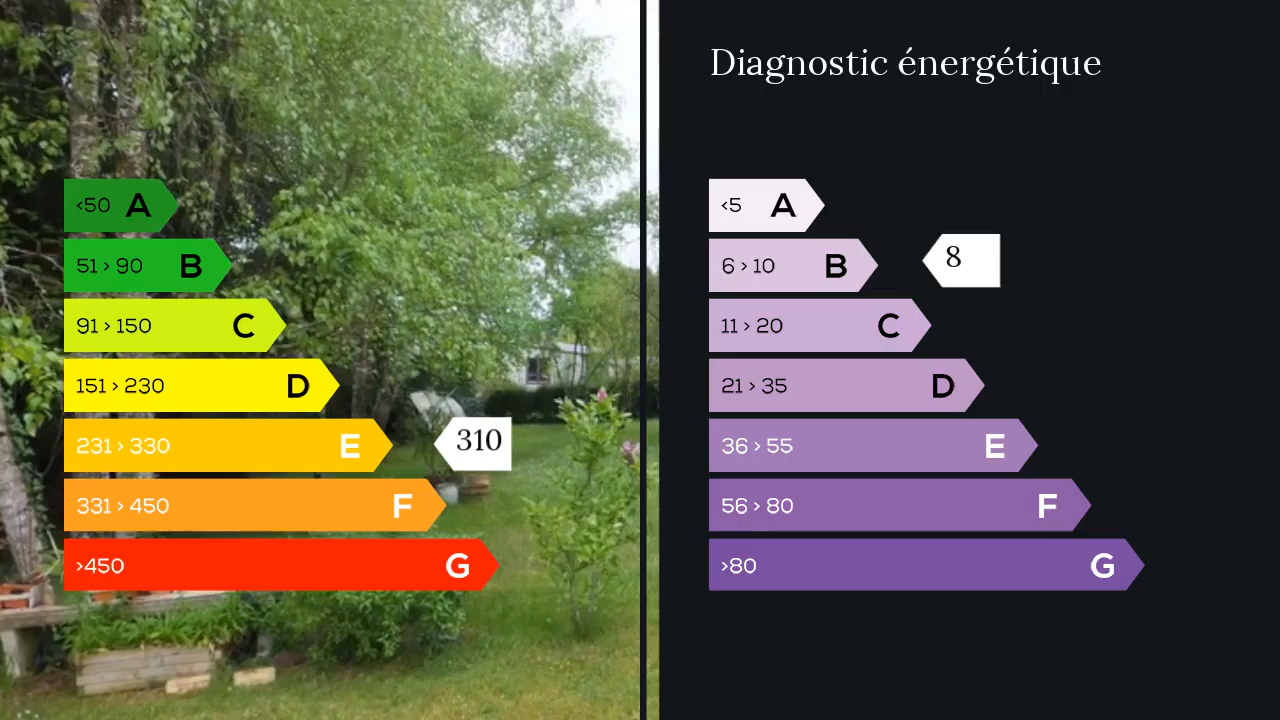 Diagnostic énergétique
<50 A
51 > 90 B
91 > 150 C
151 > 230 D
231 > 330 E
310
331 > 450 F
>450 G
<5 A
6 > 10 B
8
11 > 20 C
21 > 35 D
36 > 55 E
56 > 80 F
>80 G